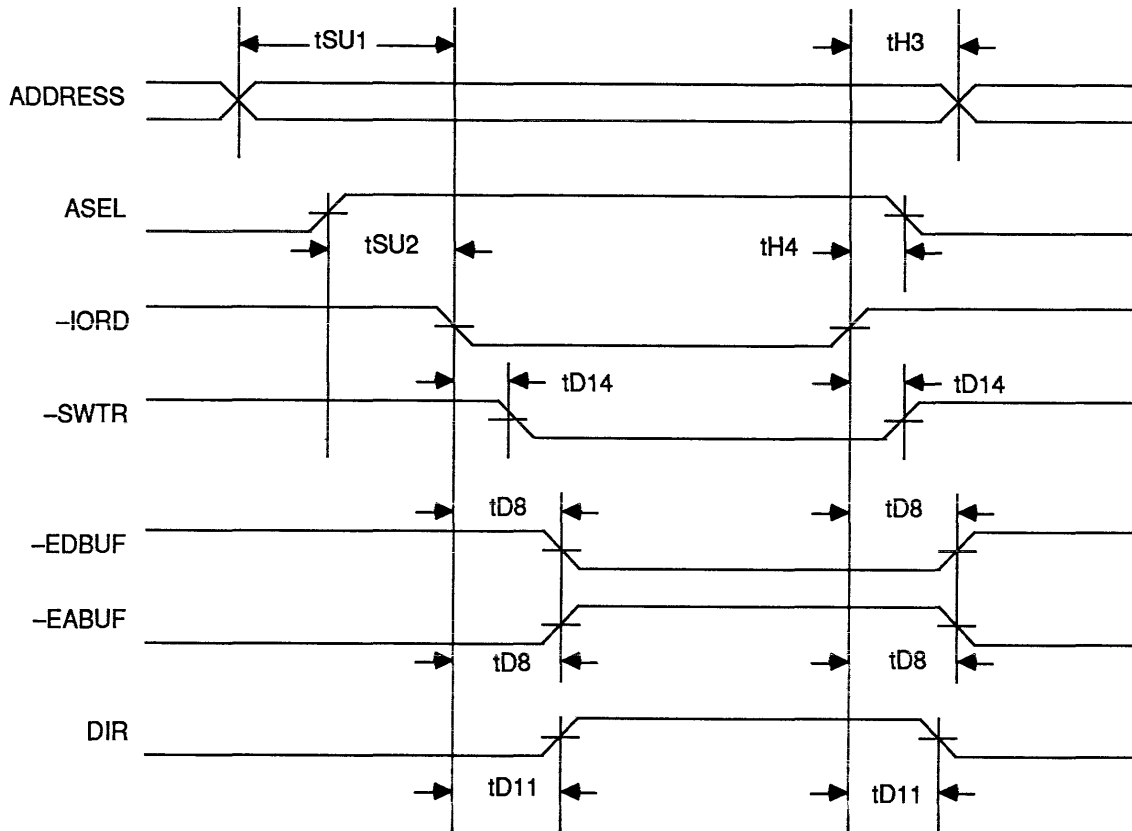 tSU1
tH3
ADDRESS
ASEL
tSU2
tH4
–IORD
tD14
tD14
–SWTR
tD8
tD8
–EDBUF
–EABUF
tD8
tD8
DIR
tD11
tD11